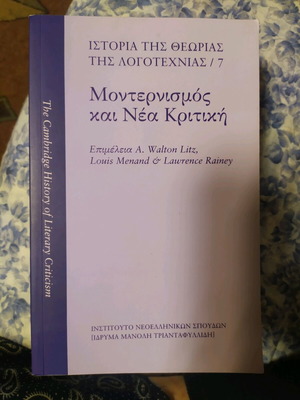 The Cambridge History of Literary Criticism
ΙΣΤΟΡΙΑ ΤΗΣ ΘΕΩΡΙΑΣ
ΤΗΣ ΛΟΓΟΤΕΧΝΙΑΣ / 7
Μοντερνισμός
και Νέα Κριτική
Επιμέλεια A. Walton Litz,
Louis Menand & Lawrence Rainey
ΙΝΣΤΙΤΟΥΤΟ ΝΕΟΕΛΛΗΝΙΚΩΝ ΣΠΟΥΔΩΝ
[ΙΔΡΥΜΑ ΜΑΝΟΛΗ ΤΡΙΑΝΤΑΦΥΛΛΙΔΗ]